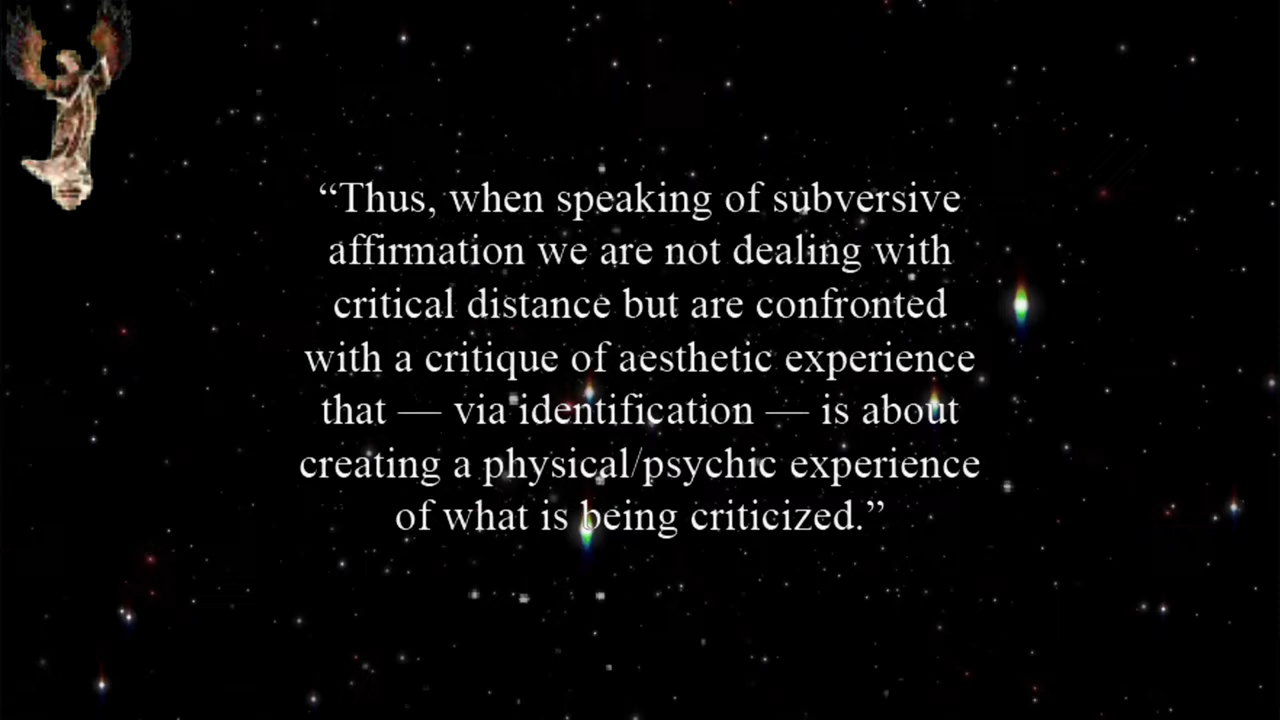 “Thus, when speaking of subversive
affirmation we are not dealing with
critical distance but are confronted
with a critique of aesthetic experience
that — via identification — is about
creating a physical/psychic experience
of what is being criticized.”